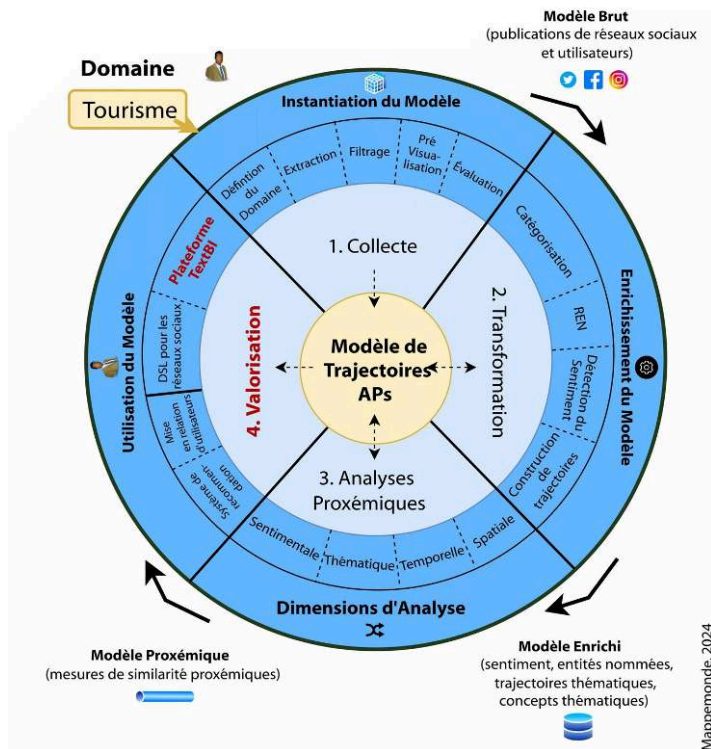 Modèle Brut
(publications de réseaux sociaux
et utilisateurs)
Domaine
Tourisme
Instantiation du Modèle
Défintion
du
Domaine
Extraction
Filtrage
Pré
Visua-
lisation
Évaluation
1. Collecte
Enrichissement du Modèle
Catégorisation
REN
Détection du
Sentiment
Construction
de
trajectoires
2. Transformation
Modèle de
Trajectoires
APs
Utilisation du Modèle
Plateforme
TextBI
DSL pour les
réseaux sociaux
Mise
en relation
d'utilisateurs
Système de
recommen-
dation
4. Valorisation
3. Analyses
Proxémiques
Sentimentale
Thématique
Temporelle
Spatiale
Dimensions d'Analyse
Modèle Proxémique
(mesures de similarité proxémiques)
Modèle Enrichi
(sentiment, entités nommées,
trajectoires thématiques,
concepts thématiques)
Mappemonde, 2024